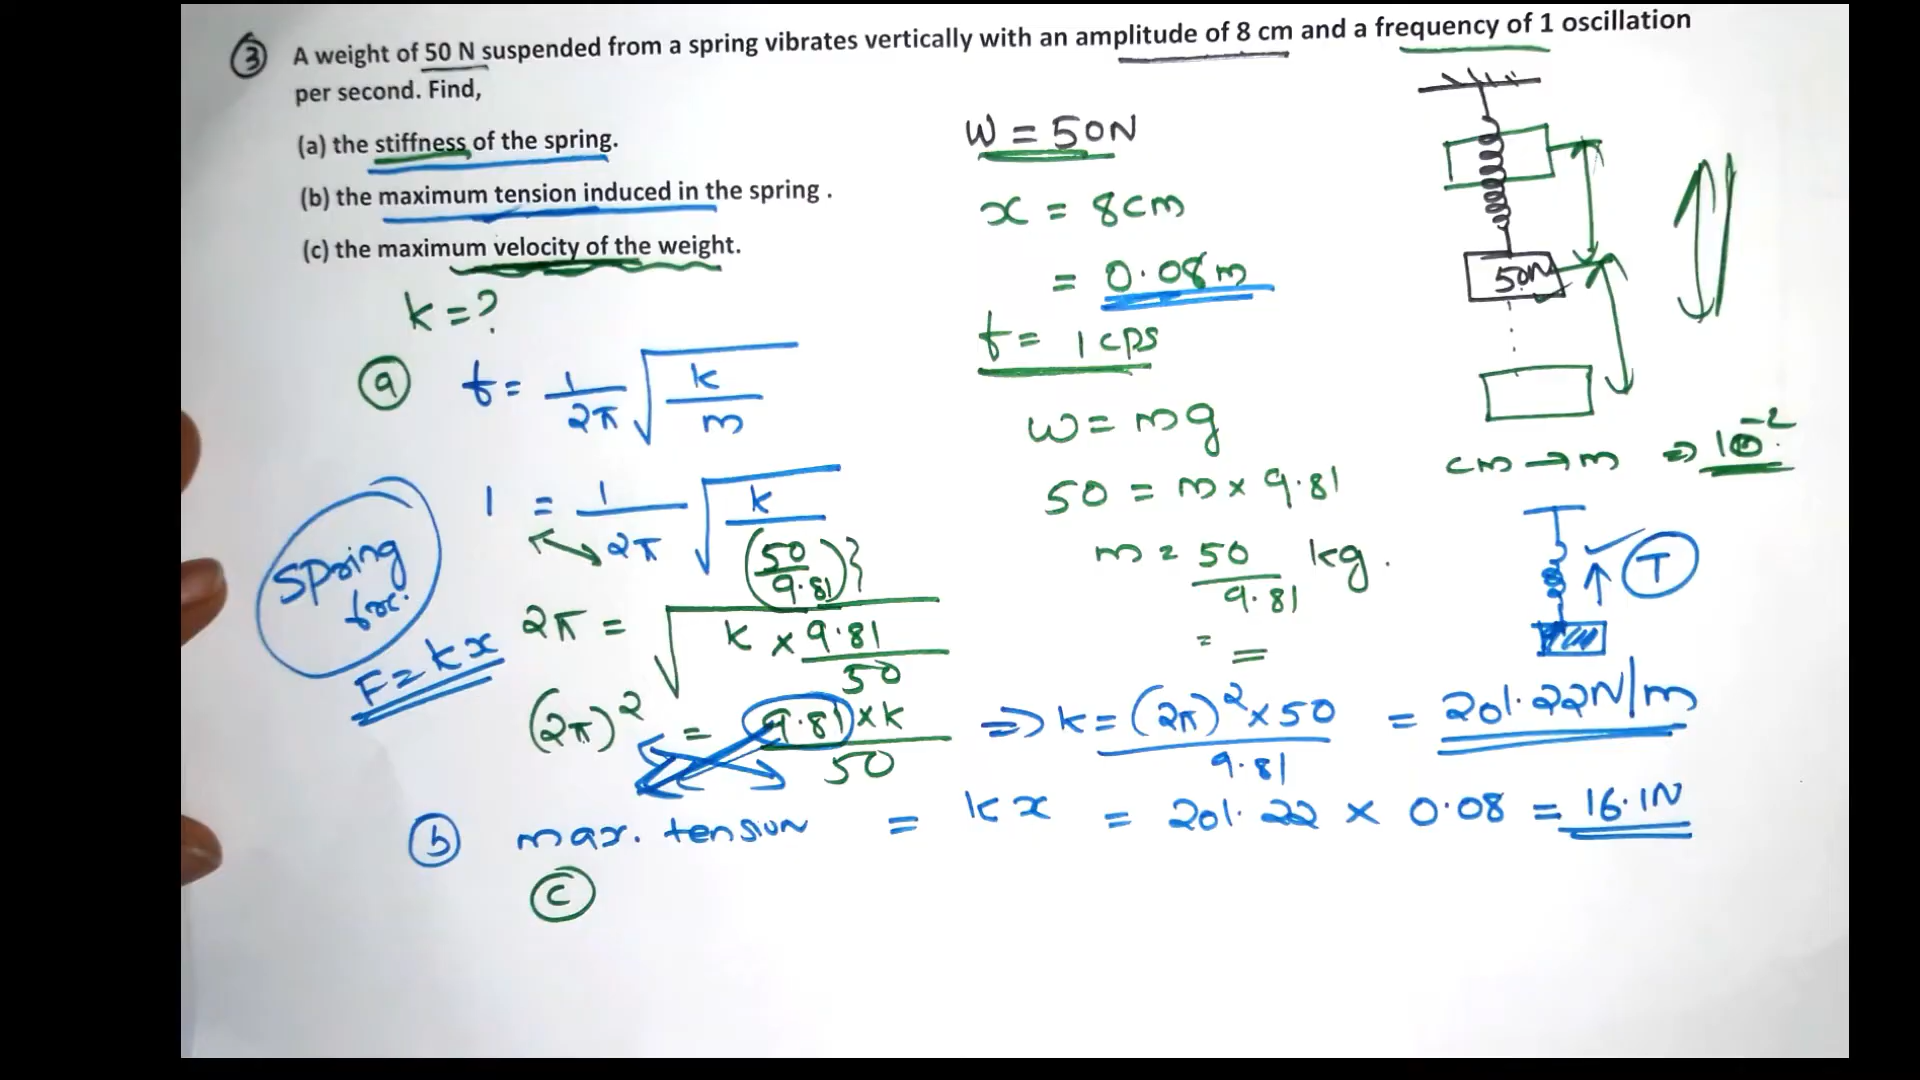 ③ A weight of 50 N suspended from a spring vibrates vertically with an amplitude of 8 cm and a frequency of 1 oscillation
per second. Find,
(a) the stiffness of the spring.
(b) the maximum tension induced in the spring .
(c) the maximum velocity of the weight.
k = ?
ⓐ f = 1/2π √k/m
1 = 1/2π √k/(50/9.81)
2π = √k × 9.81/50
(2π)² = 9.81 × k/50 ⇒ k = (2π)² × 50/9.81 = 201.22 N/m
ⓑ max. tension = kx = 201.22 × 0.08 = 16.1 N
ⓒ
spring for.
F = kx
W = 50N
x = 8cm
= 0.08m
f = 1 cps
w = mg
50 = m × 9.81
m = 50/9.81 kg.
= =
50N
cm → m ⇒ 10⁻²
T